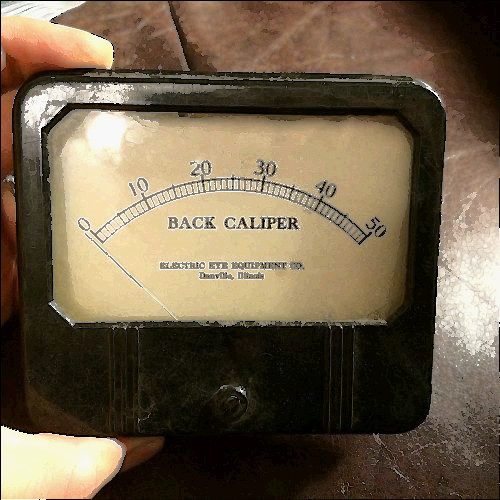 0 10 20 30 40 50
BACK CALIPER
ELECTRIC EYE EQUIPMENT CO.
Danville, Illinois